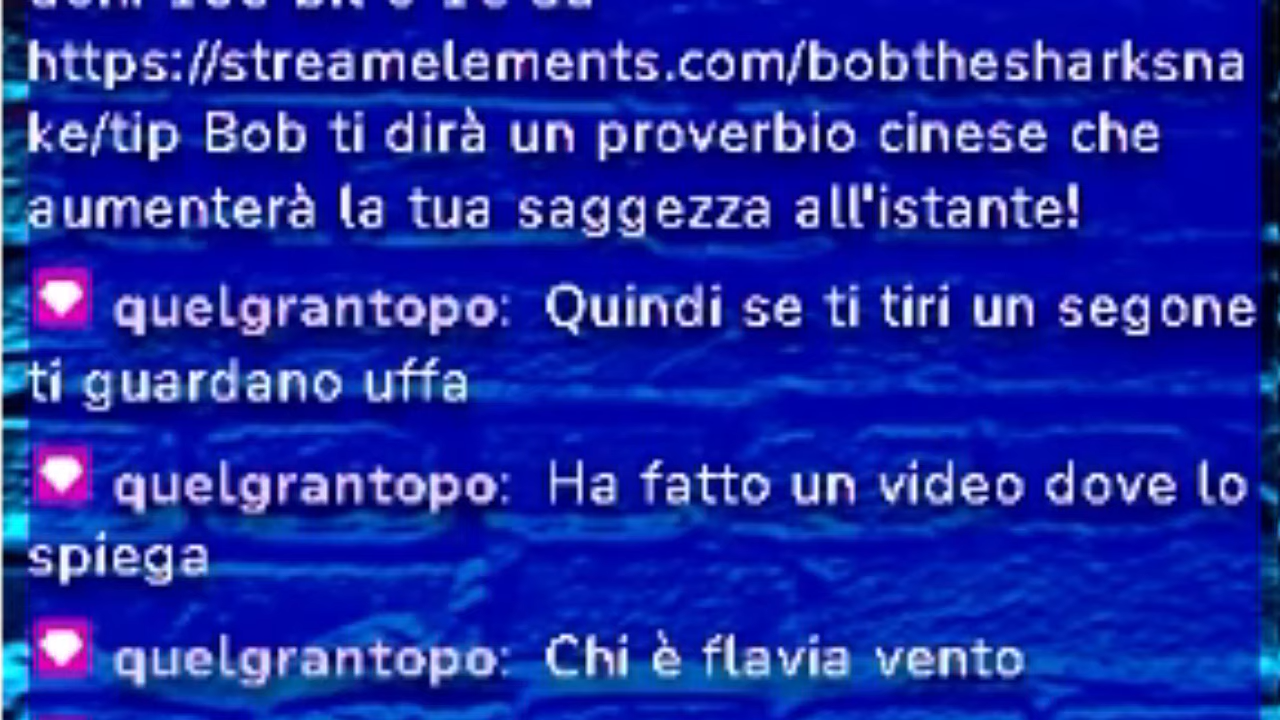 https://streamelements.com/bobthesharksna
ke/tip Bob ti dirà un proverbio cinese che
aumenterà la tua saggezza all'istante!
quelgrantopo: Quindi se ti tiri un segone
ti guardano uffa
quelgrantopo: Ha fatto un video dove lo
spiega
quelgrantopo: Chi è flavia vento